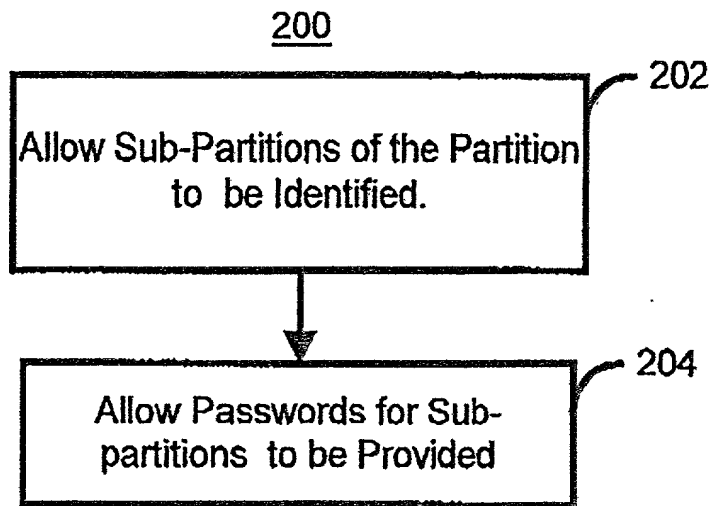 200
202
Allow Sub-Partitions of the Partition
to be Identified.
204
Allow Passwords for Sub-
partitions to be Provided